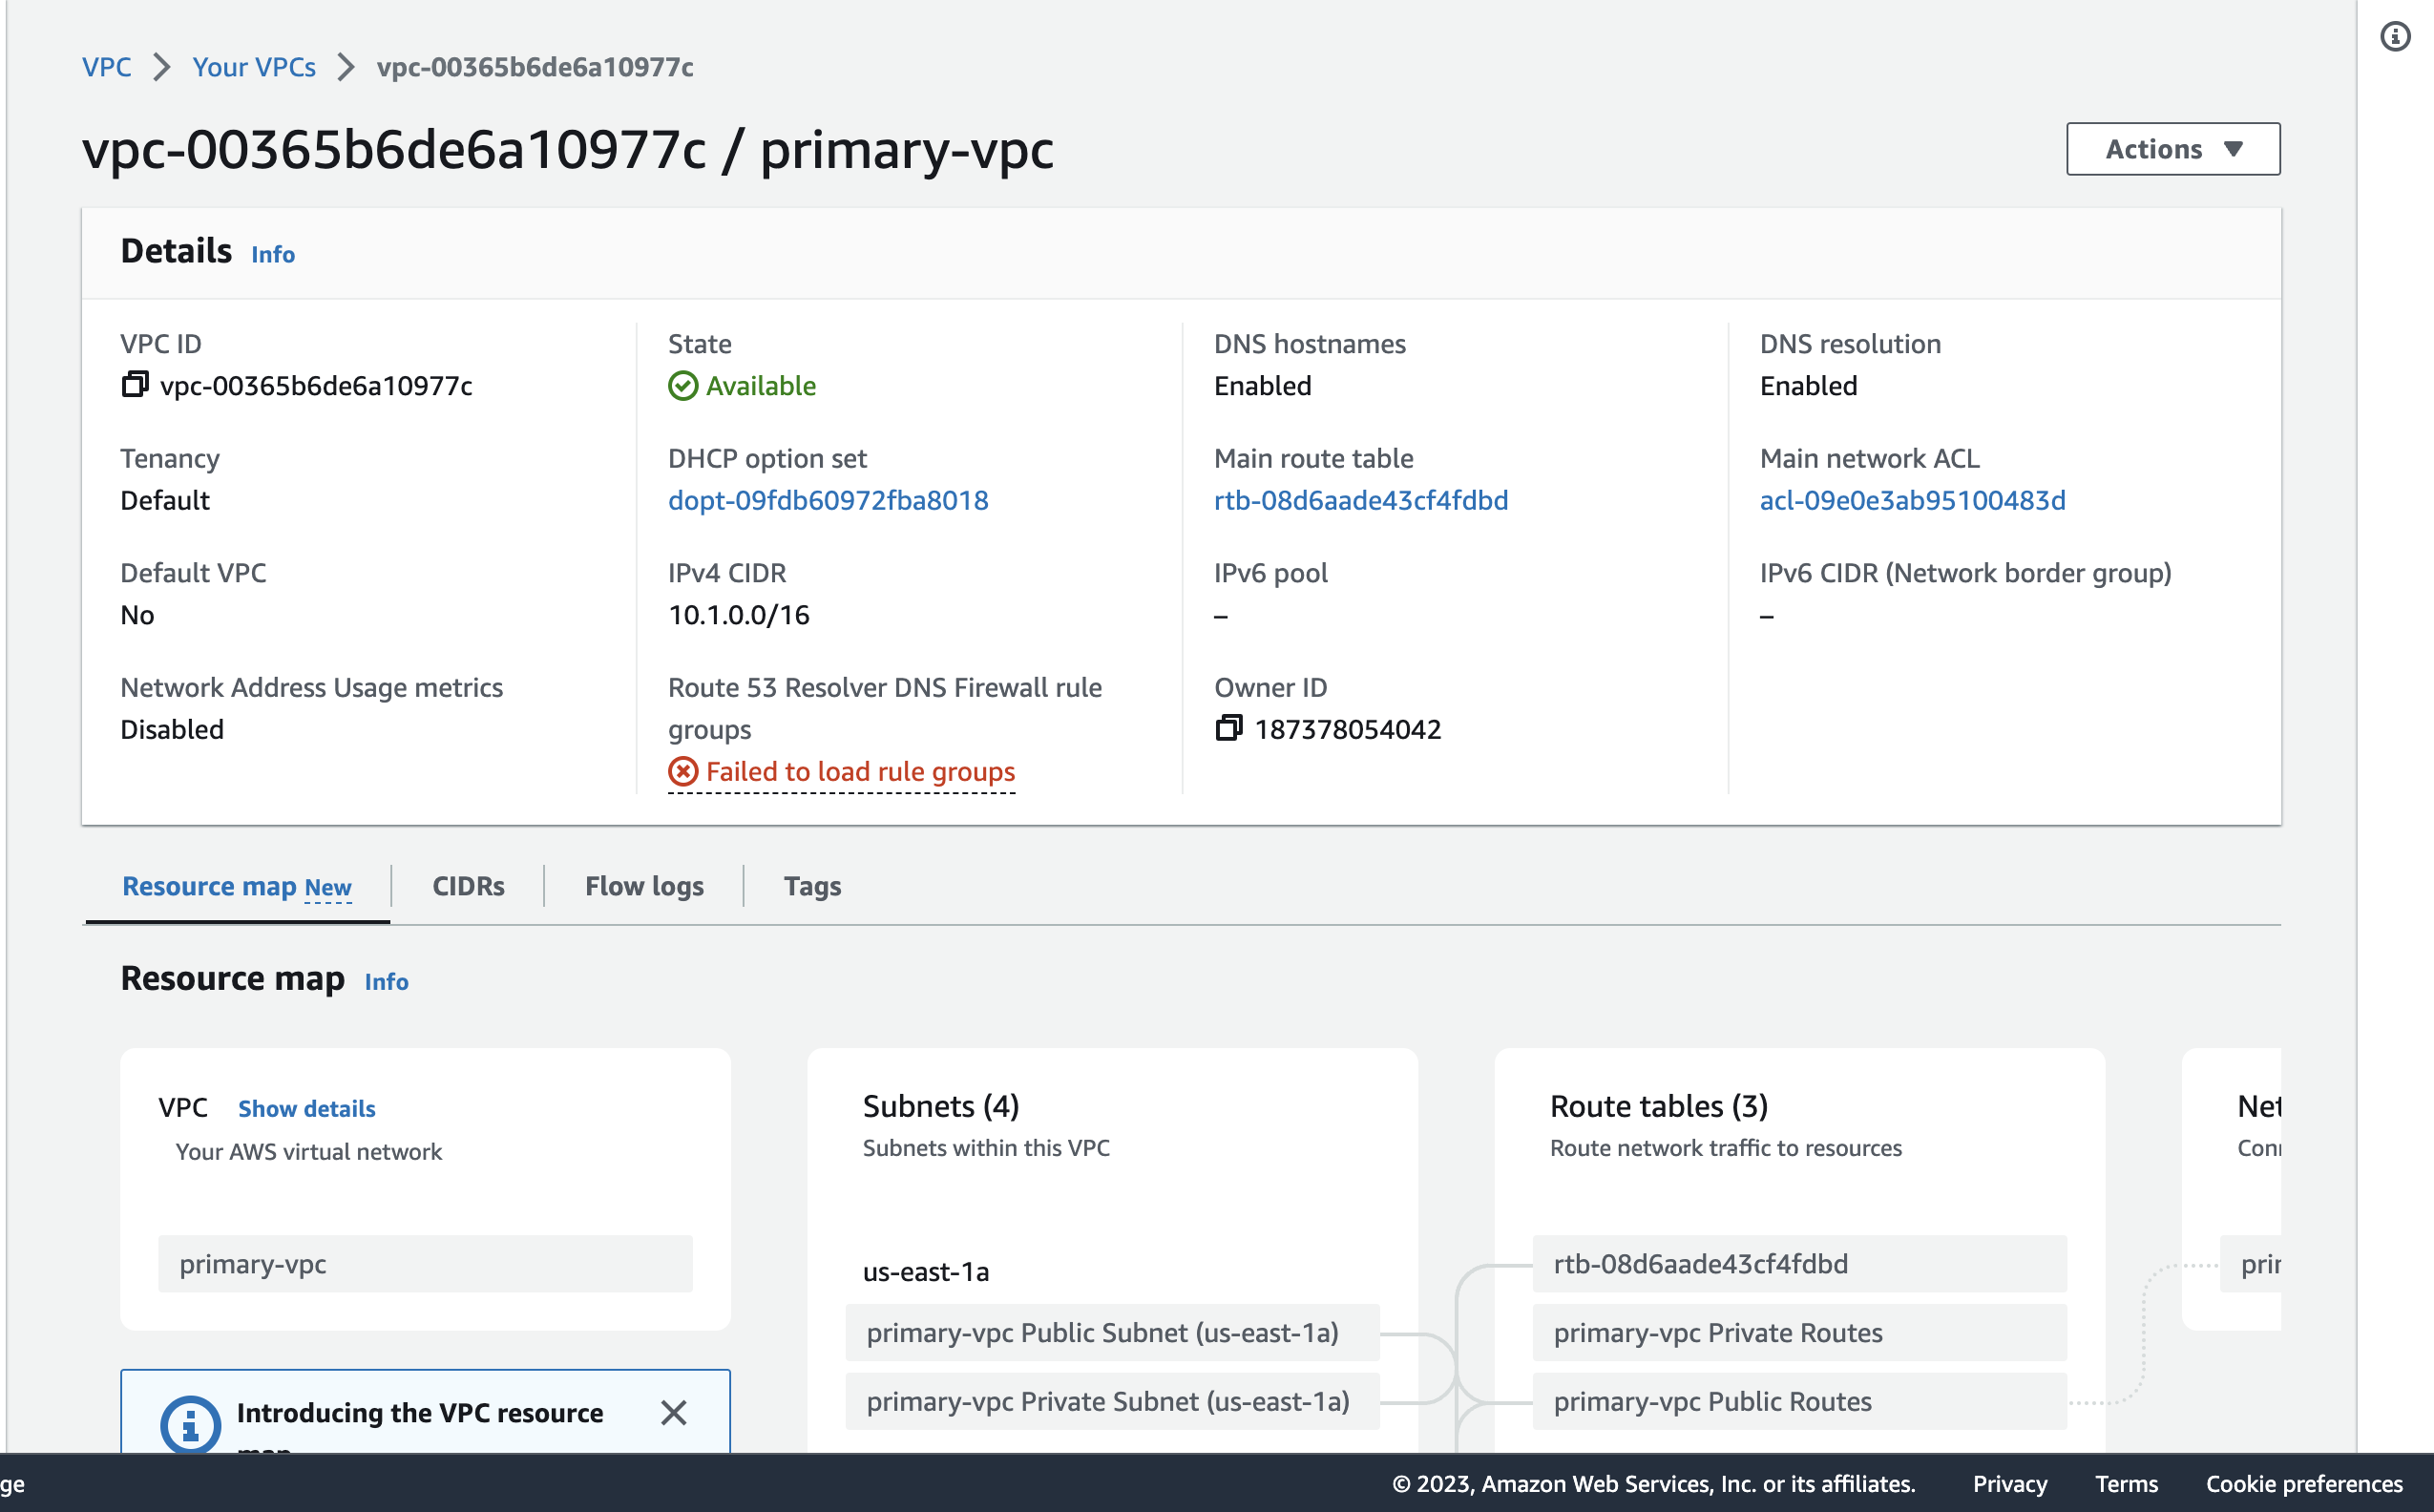 VPC > Your VPCs > vpc-00365b6de6a10977c
vpc-00365b6de6a10977c / primary-vpc
Actions
Details Info
VPC ID
vpc-00365b6de6a10977c
State
Available
DNS hostnames
Enabled
DNS resolution
Enabled
Tenancy
Default
DHCP option set
dopt-09fdb60972fba8018
Main route table
rtb-08d6aade43cf4fdbd
Main network ACL
acl-09e0e3ab95100483d
Default VPC
No
IPv4 CIDR
10.1.0.0/16
IPv6 pool
–
IPv6 CIDR (Network border group)
–
Network Address Usage metrics
Disabled
Route 53 Resolver DNS Firewall rule
groups
Failed to load rule groups
Owner ID
187378054042
Resource map New
CIDRs
Flow logs
Tags
Resource map Info
VPC Show details
Your AWS virtual network
primary-vpc
Introducing the VPC resource
map
Subnets (4)
Subnets within this VPC
us-east-1a
primary-vpc Public Subnet (us-east-1a)
primary-vpc Private Subnet (us-east-1a)
Route tables (3)
Route network traffic to resources
rtb-08d6aade43cf4fdbd
primary-vpc Private Routes
primary-vpc Public Routes
Net
Conn
prin
ge
© 2023, Amazon Web Services, Inc. or its affiliates.
Privacy
Terms
Cookie preferences